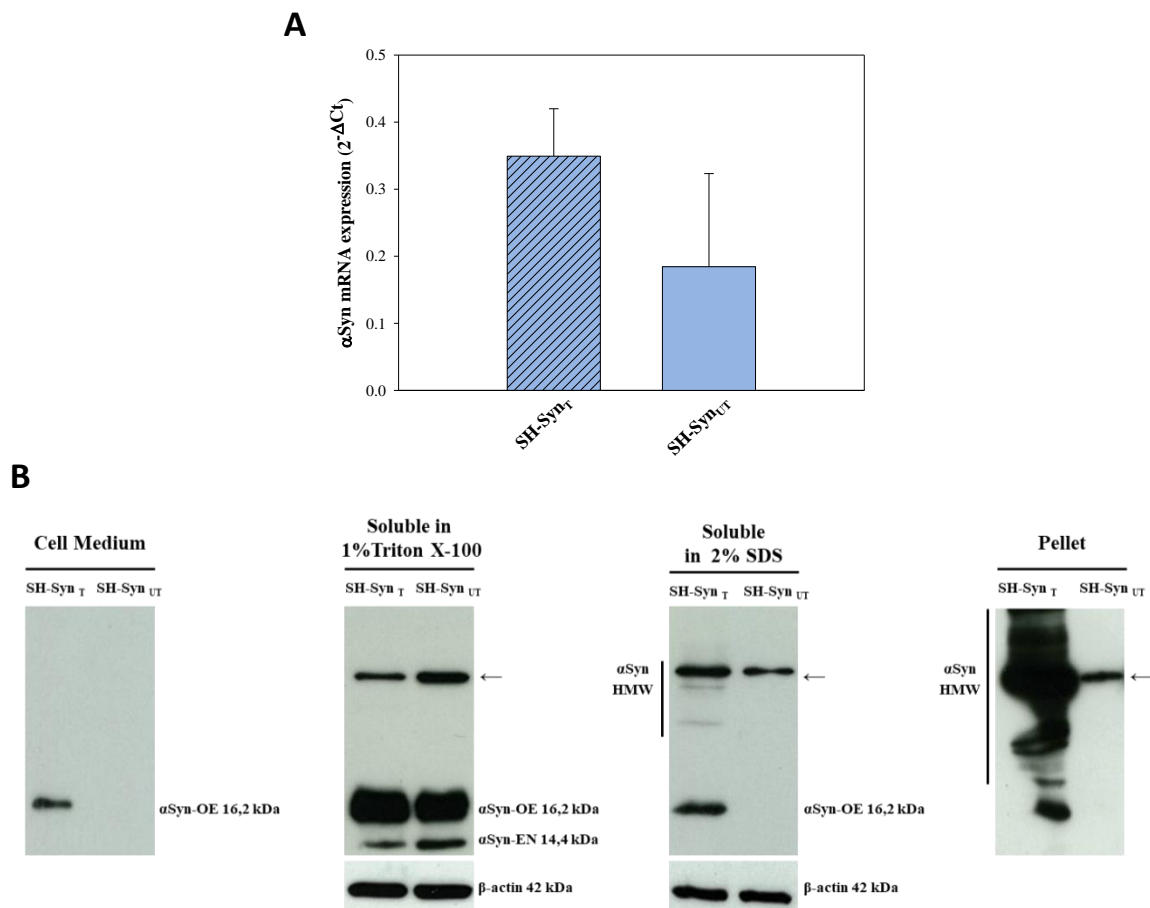 A
0.5
0.4
0.3
0.2
0.1
0.0
αSyn mRNA expression (2^-ΔCt)
SH-Syn_T
SH-Syn_UT
B
Cell Medium
SH-Syn T SH-Syn UT
αSyn-OE 16,2 kDa
Soluble in
1%Triton X-100
SH-Syn T SH-Syn UT
←
αSyn-OE 16,2 kDa
αSyn-EN 14,4 kDa
β-actin 42 kDa
Soluble
in 2% SDS
SH-Syn T SH-Syn UT
αSyn
HMW
←
αSyn-OE 16,2 kDa
β-actin 42 kDa
Pellet
SH-Syn T SH-Syn UT
αSyn
HMW
←